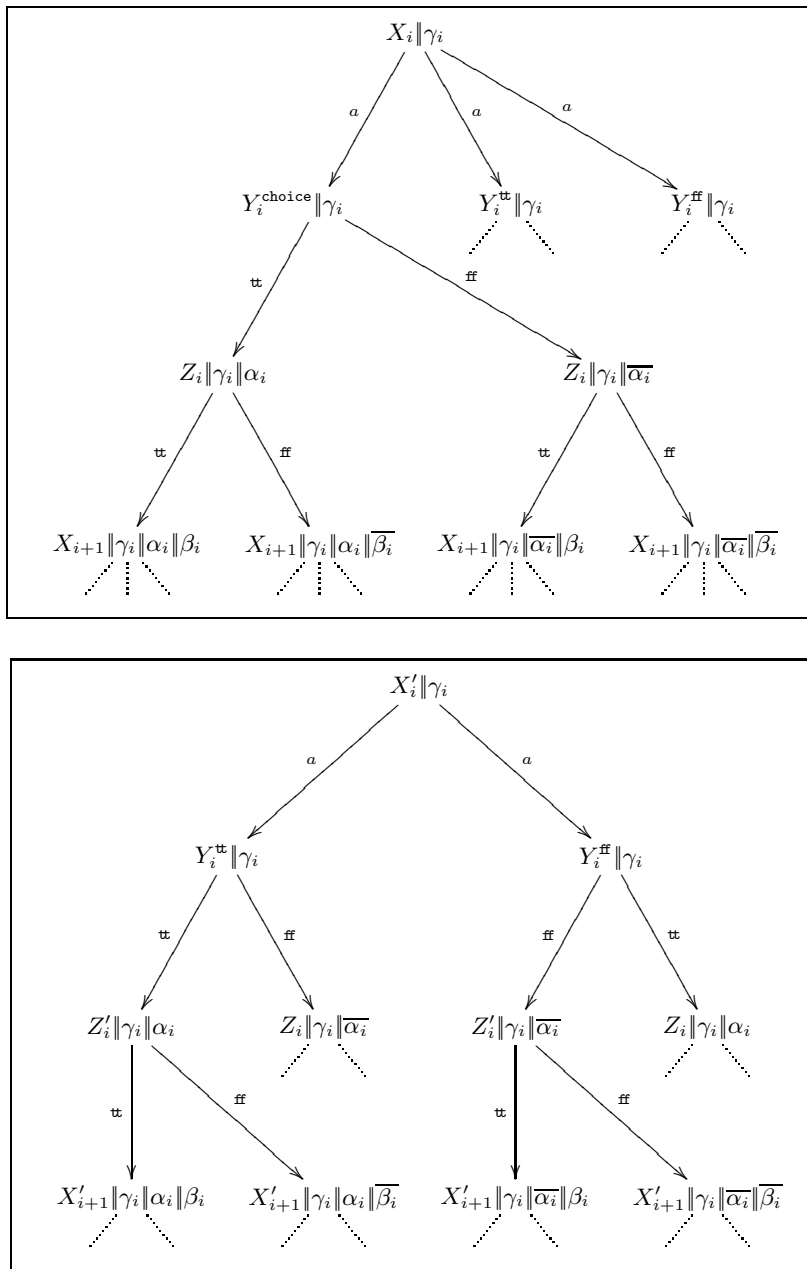 X_i‖γ_i
a a a
Y_i^choice‖γ_i Y_i^tt‖γ_i Y_i^ff‖γ_i
tt ff
Z_i‖γ_i‖α_i Z_i‖γ_i‖\overline{α_i}
tt ff tt ff
X_{i+1}‖γ_i‖α_i‖β_i X_{i+1}‖γ_i‖α_i‖\overline{β_i} X_{i+1}‖γ_i‖\overline{α_i}‖β_i X_{i+1}‖γ_i‖\overline{α_i}‖\overline{β_i}
X'_i‖γ_i
a a
Y_i^tt‖γ_i Y_i^ff‖γ_i
tt ff ff tt
Z'_i‖γ_i‖α_i Z_i‖γ_i‖\overline{α_i} Z'_i‖γ_i‖\overline{α_i} Z_i‖γ_i‖α_i
tt ff tt ff
X'_{i+1}‖γ_i‖α_i‖β_i X'_{i+1}‖γ_i‖α_i‖\overline{β_i} X'_{i+1}‖γ_i‖\overline{α_i}‖β_i X'_{i+1}‖γ_i‖\overline{α_i}‖\overline{β_i}